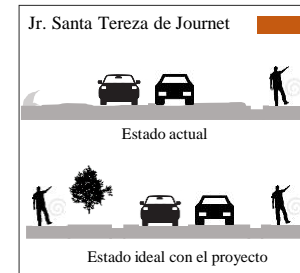 Jr. Santa Tereza de Journet
Estado actual
Estado ideal con el proyecto